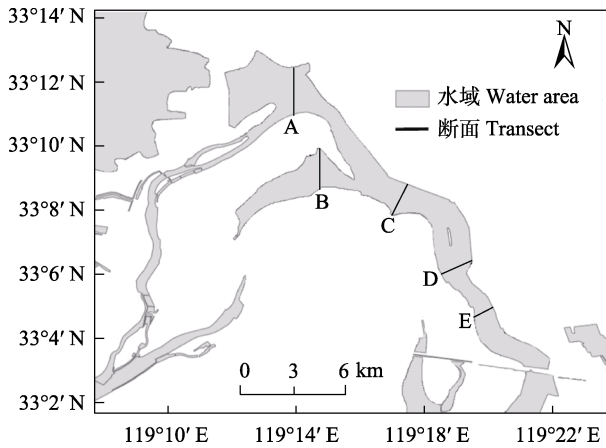 33°14′ N
33°12′ N
33°10′ N
33°8′ N
33°6′ N
33°4′ N
33°2′ N
N
水域 Water area
断面 Transect
A
B
C
D
E
0 3 6 km
119°10′ E 119°14′ E 119°18′ E 119°22′ E